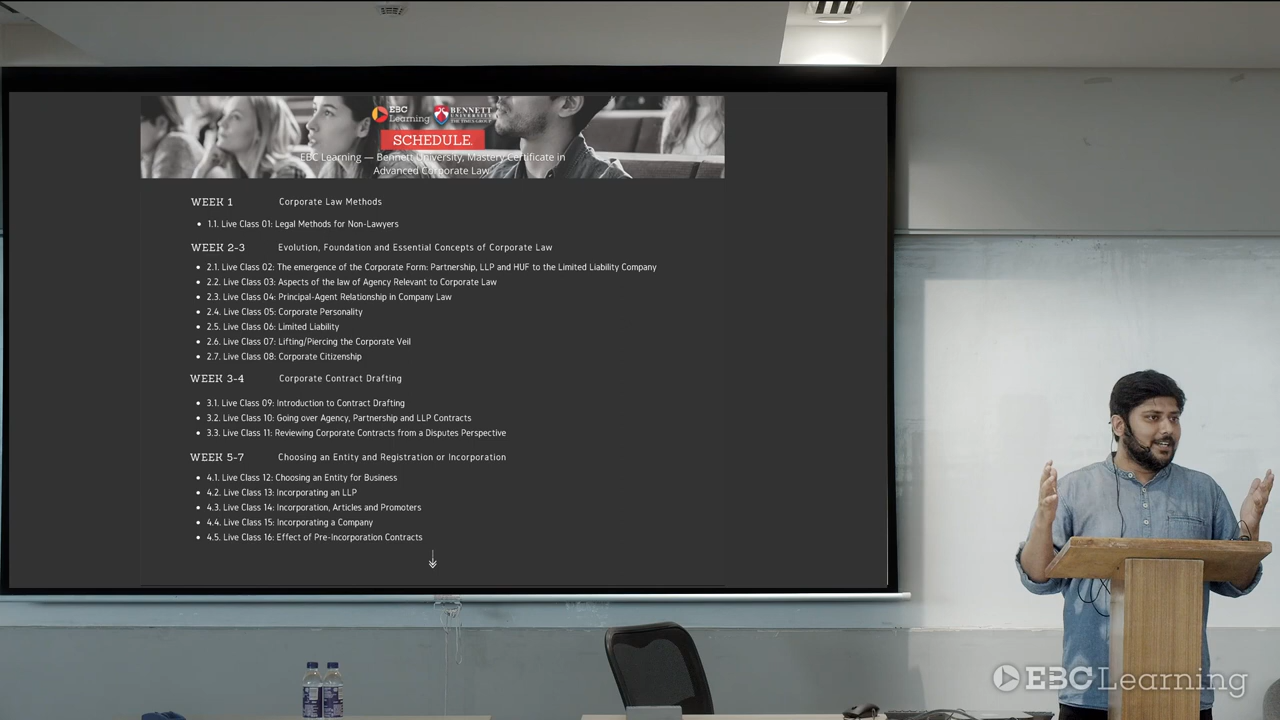 EBC
Learning
BENNETT
UNIVERSITY
THE TIMES GROUP
SCHEDULE.
EBC Learning — Bennett University, Mastery Certificate in
Advanced Corporate Law
WEEK 1 Corporate Law Methods
• 1.1. Live Class 01: Legal Methods for Non-Lawyers
WEEK 2-3 Evolution, Foundation and Essential Concepts of Corporate Law
• 2.1. Live Class 02: The emergence of the Corporate Form: Partnership, LLP and HUF to the Limited Liability Company
• 2.2. Live Class 03: Aspects of the law of Agency Relevant to Corporate Law
• 2.3. Live Class 04: Principal-Agent Relationship in Company Law
• 2.4. Live Class 05: Corporate Personality
• 2.5. Live Class 06: Limited Liability
• 2.6. Live Class 07: Lifting/Piercing the Corporate Veil
• 2.7. Live Class 08: Corporate Citizenship
WEEK 3-4 Corporate Contract Drafting
• 3.1. Live Class 09: Introduction to Contract Drafting
• 3.2. Live Class 10: Going over Agency, Partnership and LLP Contracts
• 3.3. Live Class 11: Reviewing Corporate Contracts from a Disputes Perspective
WEEK 5-7 Choosing an Entity and Registration or Incorporation
• 4.1. Live Class 12: Choosing an Entity for Business
• 4.2. Live Class 13: Incorporating an LLP
• 4.3. Live Class 14: Incorporation, Articles and Promoters
• 4.4. Live Class 15: Incorporating a Company
• 4.5. Live Class 16: Effect of Pre-Incorporation Contracts
EBC Learning